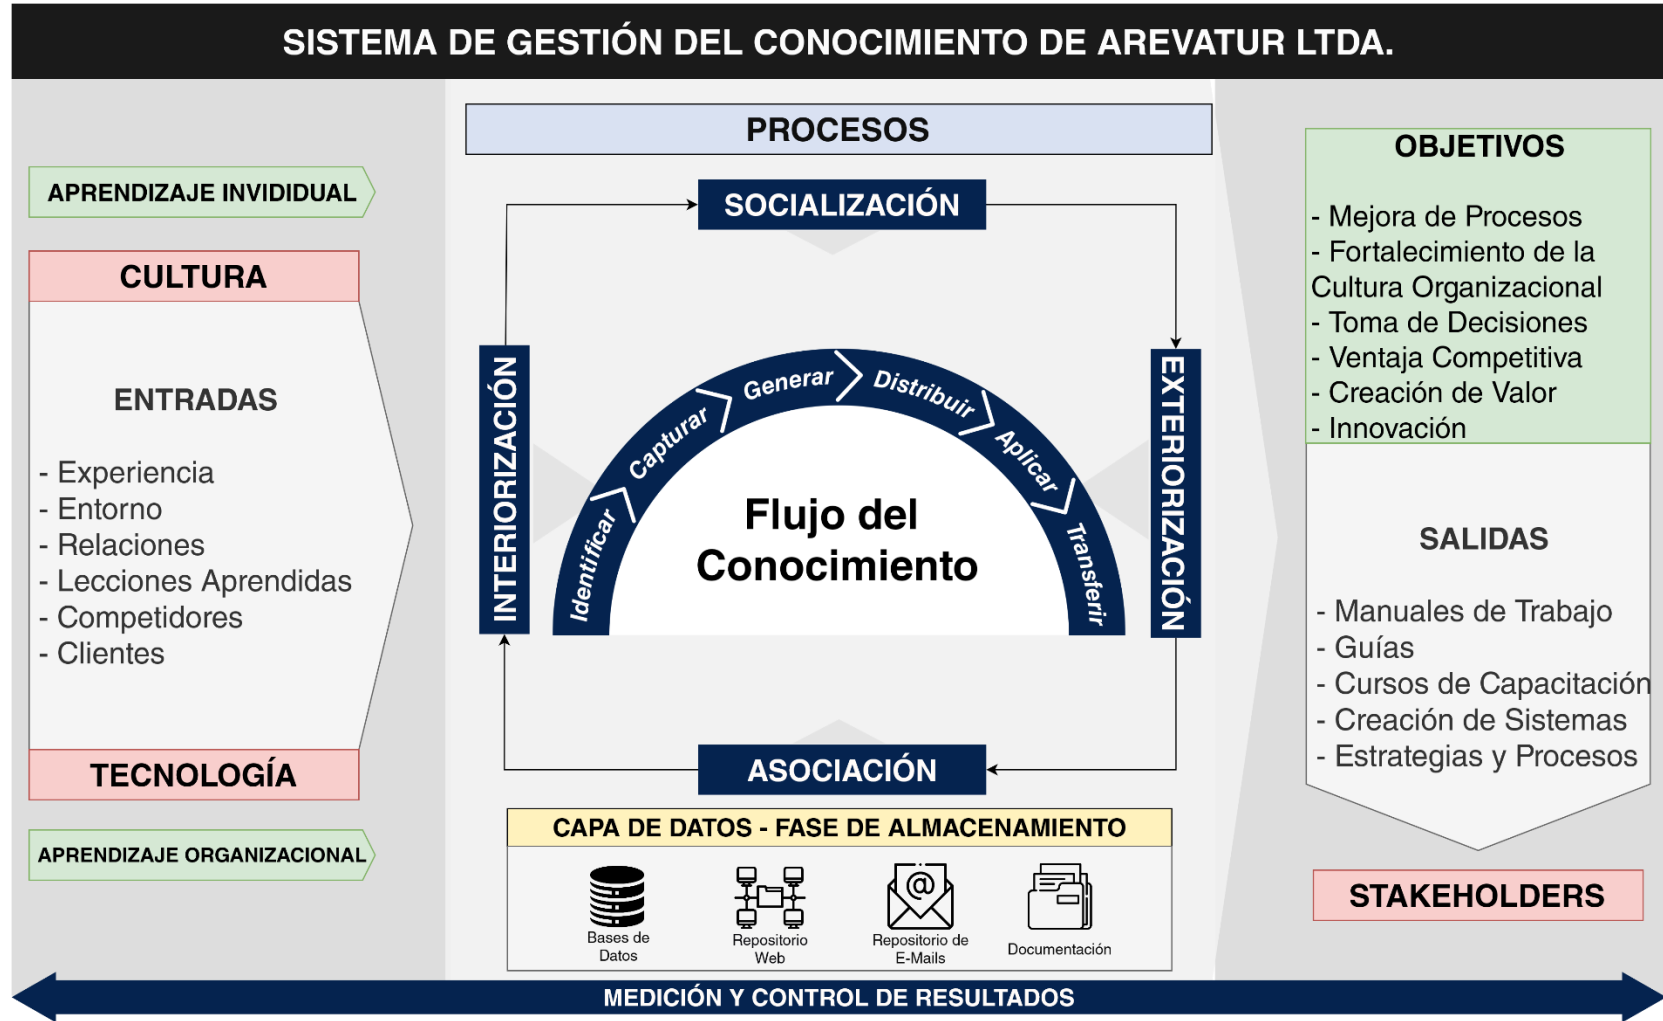 SISTEMA DE GESTIÓN DEL CONOCIMIENTO DE AREVATUR LTDA.
APRENDIZAJE INVIDIDUAL
CULTURA
ENTRADAS
- Experiencia
- Entorno
- Relaciones
- Lecciones Aprendidas
- Competidores
- Clientes
TECNOLOGÍA
APRENDIZAJE ORGANIZACIONAL
PROCESOS
SOCIALIZACIÓN
INTERIORIZACIÓN
EXTERIORIZACIÓN
Identificar
Capturar
Generar
Distribuir
Aplicar
Transferir
Flujo del
Conocimiento
ASOCIACIÓN
CAPA DE DATOS - FASE DE ALMACENAMIENTO
Bases de
Datos
Repositorio
Web
@
Repositorio de
E-Mails
Documentación
OBJETIVOS
- Mejora de Procesos
- Fortalecimiento de la
Cultura Organizacional
- Toma de Decisiones
- Ventaja Competitiva
- Creación de Valor
- Innovación
SALIDAS
- Manuales de Trabajo
- Guías
- Cursos de Capacitación
- Creación de Sistemas
- Estrategias y Procesos
STAKEHOLDERS
MEDICIÓN Y CONTROL DE RESULTADOS